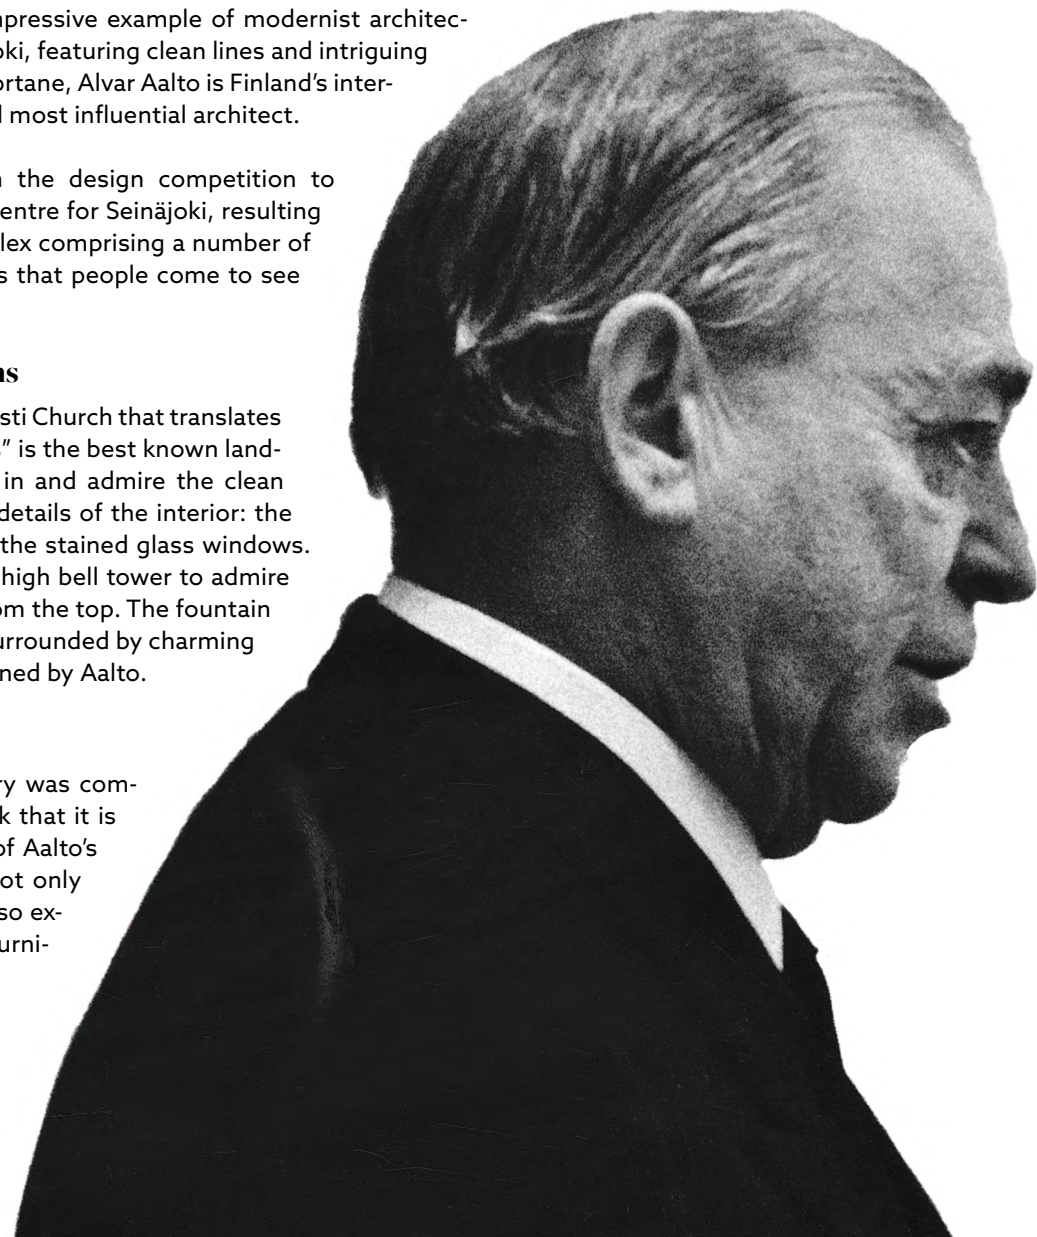 impressive example of modernist architec-
oki, featuring clean lines and intriguing
ortane, Alvar Aalto is Finland's inter-
most influential architect.
the design competition to
entre for Seinäjoki, resulting
lex comprising a number of
s that people come to see
ns
sti Church that translates
" is the best known land-
in and admire the clean
details of the interior: the
the stained glass windows.
high bell tower to admire
om the top. The fountain
urrounded by charming
ned by Aalto.
ry was com-
k that it is
of Aalto's
ot only
so ex-
urni-